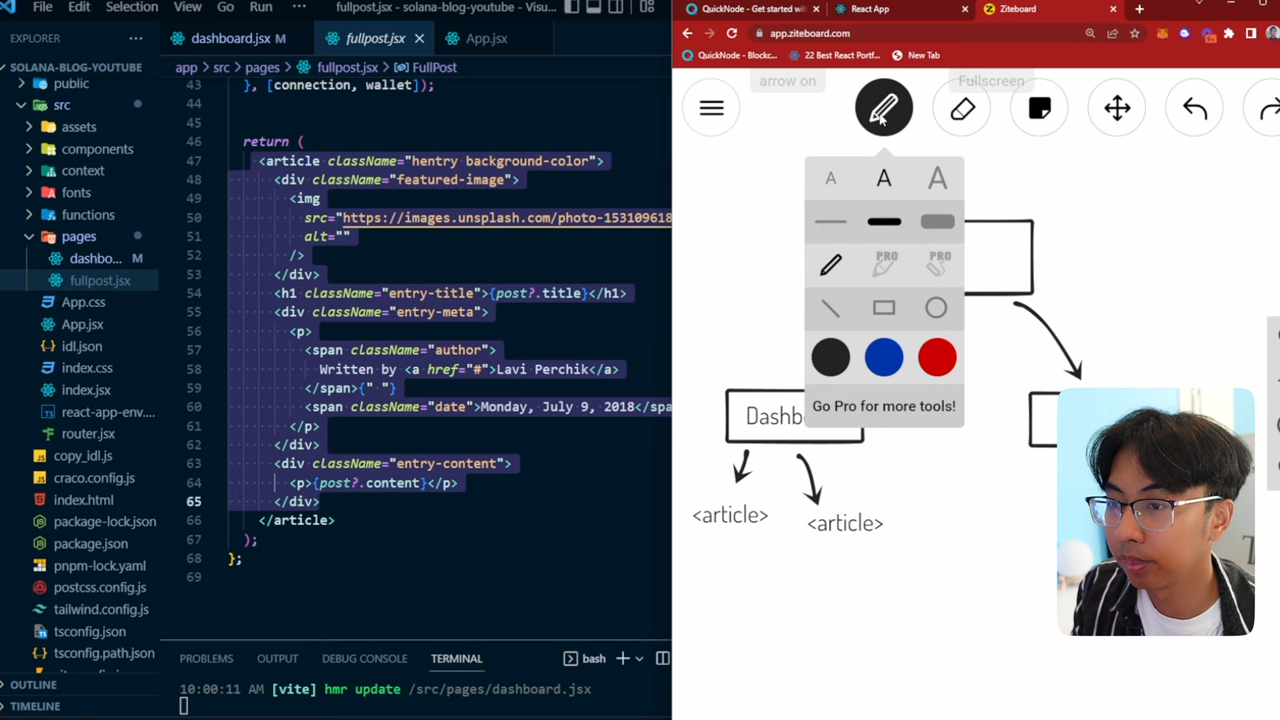 File Edit Selection View Go Run ··· fullpost.jsx - solana-blog-youtube - Visu...
EXPLORER ···
SOLANA-BLOG-YOUTUBE
public
src
assets
components
context
fonts
functions
pages
dashbo... M
fullpost.jsx
App.css
App.jsx
idl.json
index.css
index.jsx
react-app-env....
router.jsx
copy_idl.js
craco.config.js
index.html
package-lock.json
package.json
pnpm-lock.yaml
postcss.config.js
tailwind.config.js
tsconfig.json
tsconfig.path.json
OUTLINE
TIMELINE
dashboard.jsx M fullpost.jsx App.jsx
app > src > pages > fullpost.jsx > FullPost
43 }, [connection, wallet]);
44
45
46 return (
47 <article className="hentry background-color">
48 <div className="featured-image">
49 <img
50 src="https://images.unsplash.com/photo-153109618
51 alt=""
52 />
53 </div>
54 <h1 className="entry-title">{post?.title}</h1>
55 <div className="entry-meta">
56 <p>
57 <span className="author">
58 Written by <a href="#">Lavi Perchik</a>
59 </span>{" "}
60 <span className="date">Monday, July 9, 2018</spa
61 </p>
62 </div>
63 <div className="entry-content">
64 <p>{post?.content}</p>
65 </div>
66 </article>
67 );
68 };
69
PROBLEMS OUTPUT DEBUG CONSOLE TERMINAL bash
10:00:11 AM [vite] hmr update /src/pages/dashboard.jsx
QuickNode - Get started wit React App Ziteboard
app.ziteboard.com
QuickNode - Blockc... 22 Best React Portf... New Tab
arrow on Fullscreen
A A A
PRO PRO
Go Pro for more tools!
Dashbo
<article> <article>